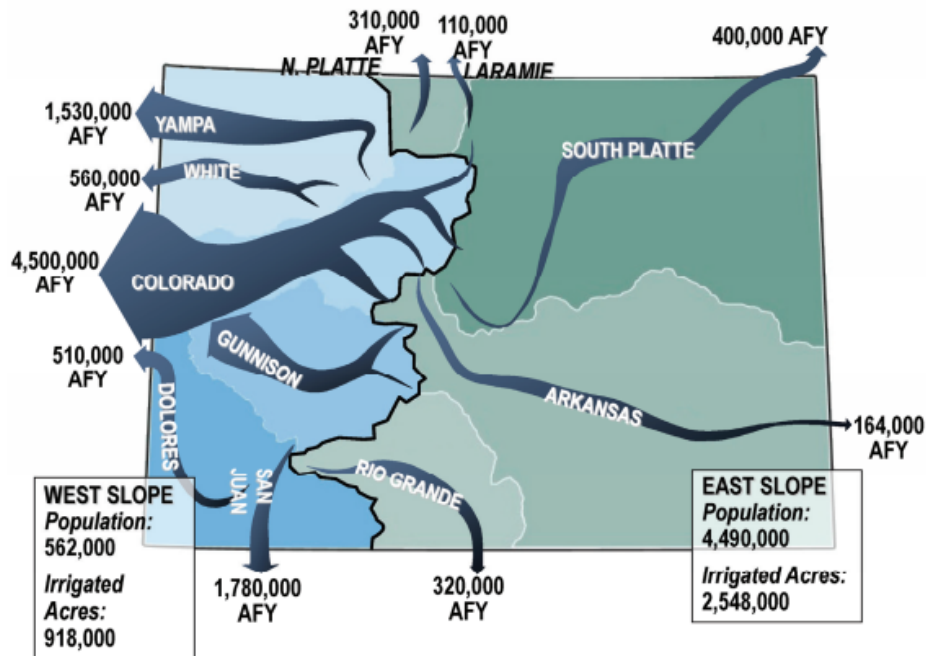 310,000
AFY
110,000
AFY
400,000 AFY
N. PLATTE
LARAMIE
1,530,000
AFY
YAMPA
SOUTH PLATTE
WHITE
560,000
AFY
4,500,000
AFY
COLORADO
510,000
AFY
GUNNISON
DOLORES
ARKANSAS
164,000
AFY
SAN
JUAN
RIO GRANDE
WEST SLOPE
Population:
562,000
Irrigated
Acres:
918,000
EAST SLOPE
Population:
4,490,000
Irrigated Acres:
2,548,000
1,780,000
AFY
320,000
AFY